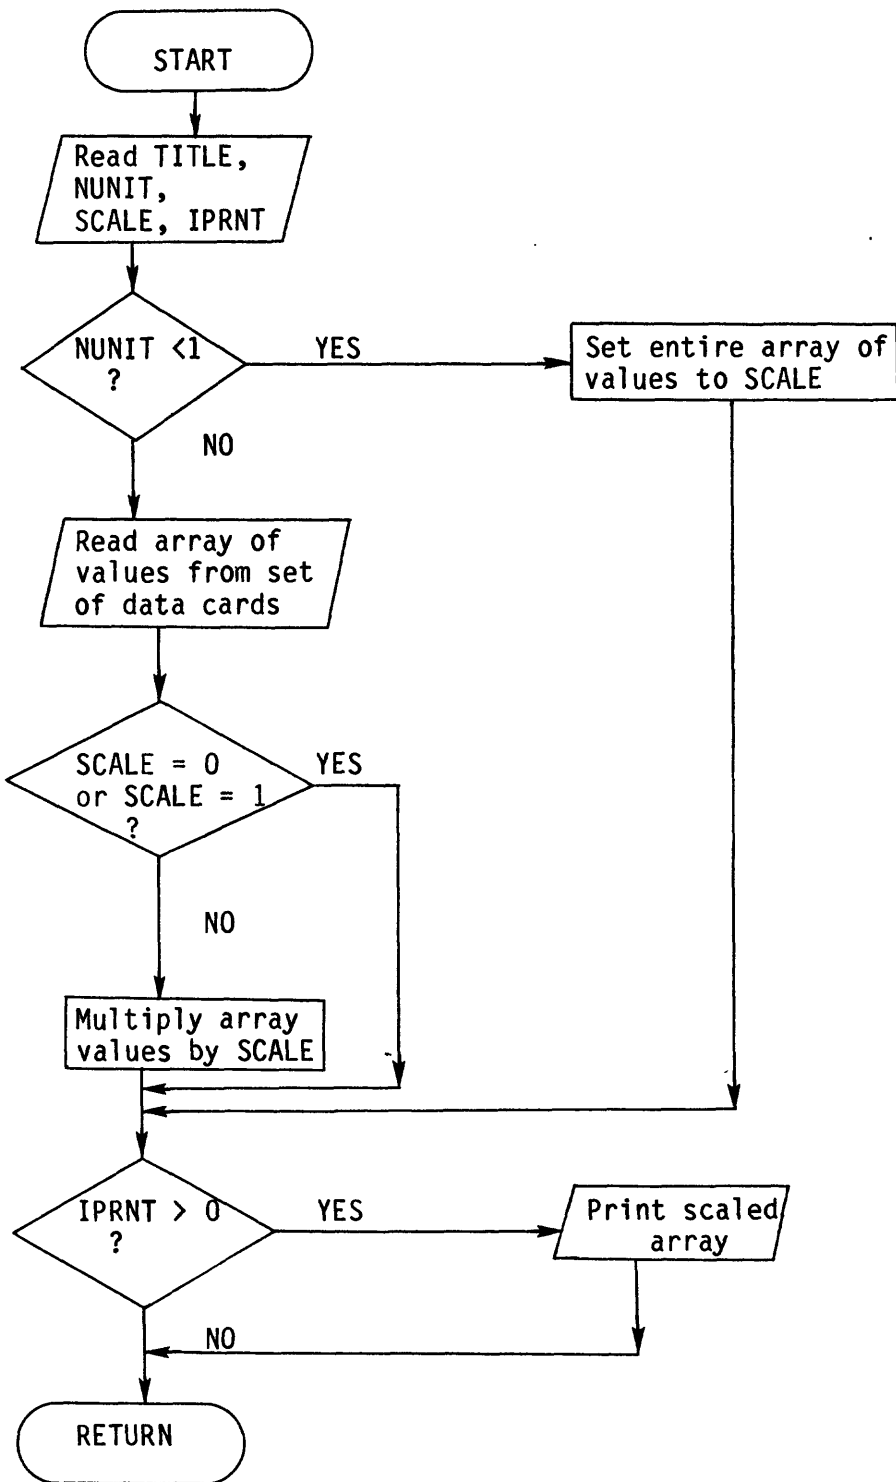 START
Read TITLE,
NUNIT,
SCALE, IPRNT
NUNIT <1
?
YES
Set entire array of
values to SCALE
NO
Read array of
values from set
of data cards
SCALE = 0
or SCALE = 1
?
YES
NO
Multiply array
values by SCALE
IPRNT > 0
?
YES
Print scaled
array
NO
RETURN